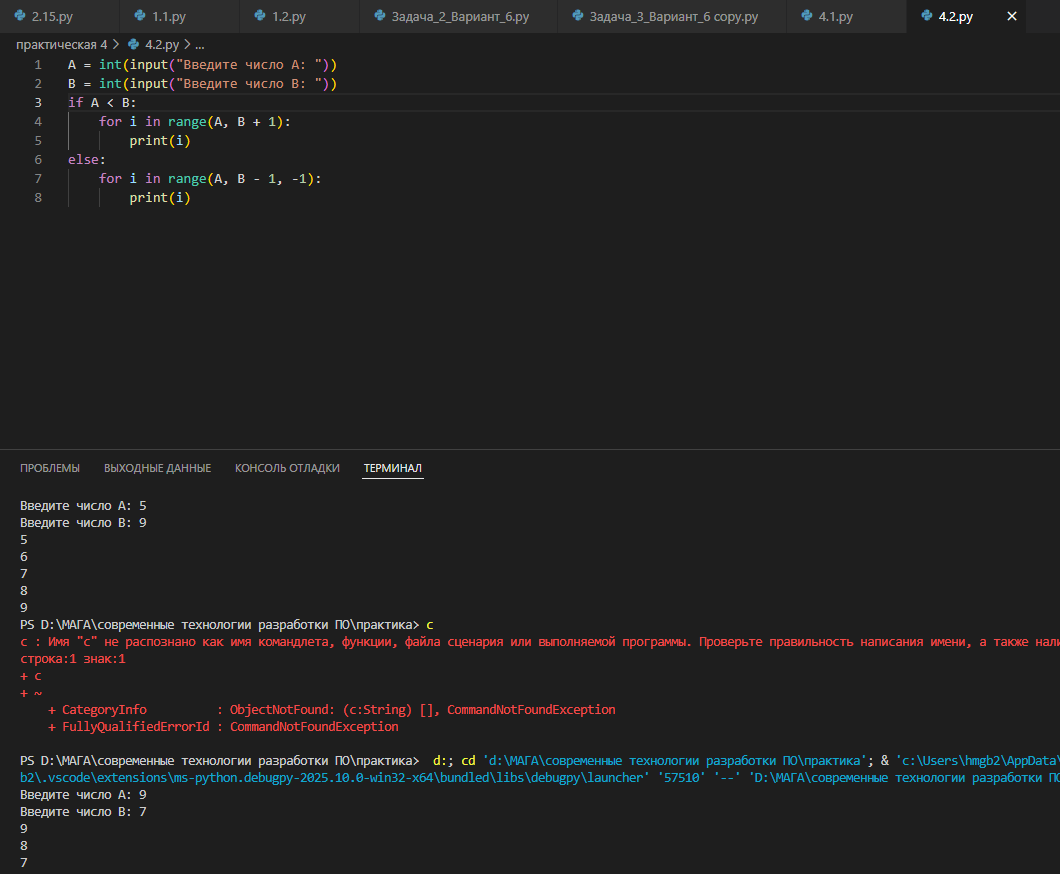 2.15.py 1.1.py 1.2.py Задача_2_Вариант_6.py Задача_3_Вариант_6 copy.py 4.1.py 4.2.py
практическая 4 > 4.2.py > ...
1 A = int(input("Введите число A: "))
2 B = int(input("Введите число B: "))
3 if A < B:
4 for i in range(A, B + 1):
5 print(i)
6 else:
7 for i in range(A, B - 1, -1):
8 print(i)
ПРОБЛЕМЫ ВЫХОДНЫЕ ДАННЫЕ КОНСОЛЬ ОТЛАДКИ ТЕРМИНАЛ
Введите число A: 5
Введите число B: 9
5
6
7
8
9
PS D:\МАГА\современные технологии разработки ПО\практика> c
c : Имя "c" не распознано как имя командлета, функции, файла сценария или выполняемой программы. Проверьте правильность написания имени, а также
строка:1 знак:1
+ c
+ ~
+ CategoryInfo : ObjectNotFound: (c:String) [], CommandNotFoundException
+ FullyQualifiedErrorId : CommandNotFoundException
PS D:\МАГА\современные технологии разработки ПО\практика> d:; cd 'd:\МАГА\современные технологии разработки ПО\практика'; & 'c:\Users\hmgb2\AppData\
b2\.vscode\extensions\ms-python.debugpy-2025.10.0-win32-x64\bundled\libs\debugpy\launcher' '57510' '--' 'D:\МАГА\современные технологии разработки ПО
Введите число A: 9
Введите число B: 7
9
8
7